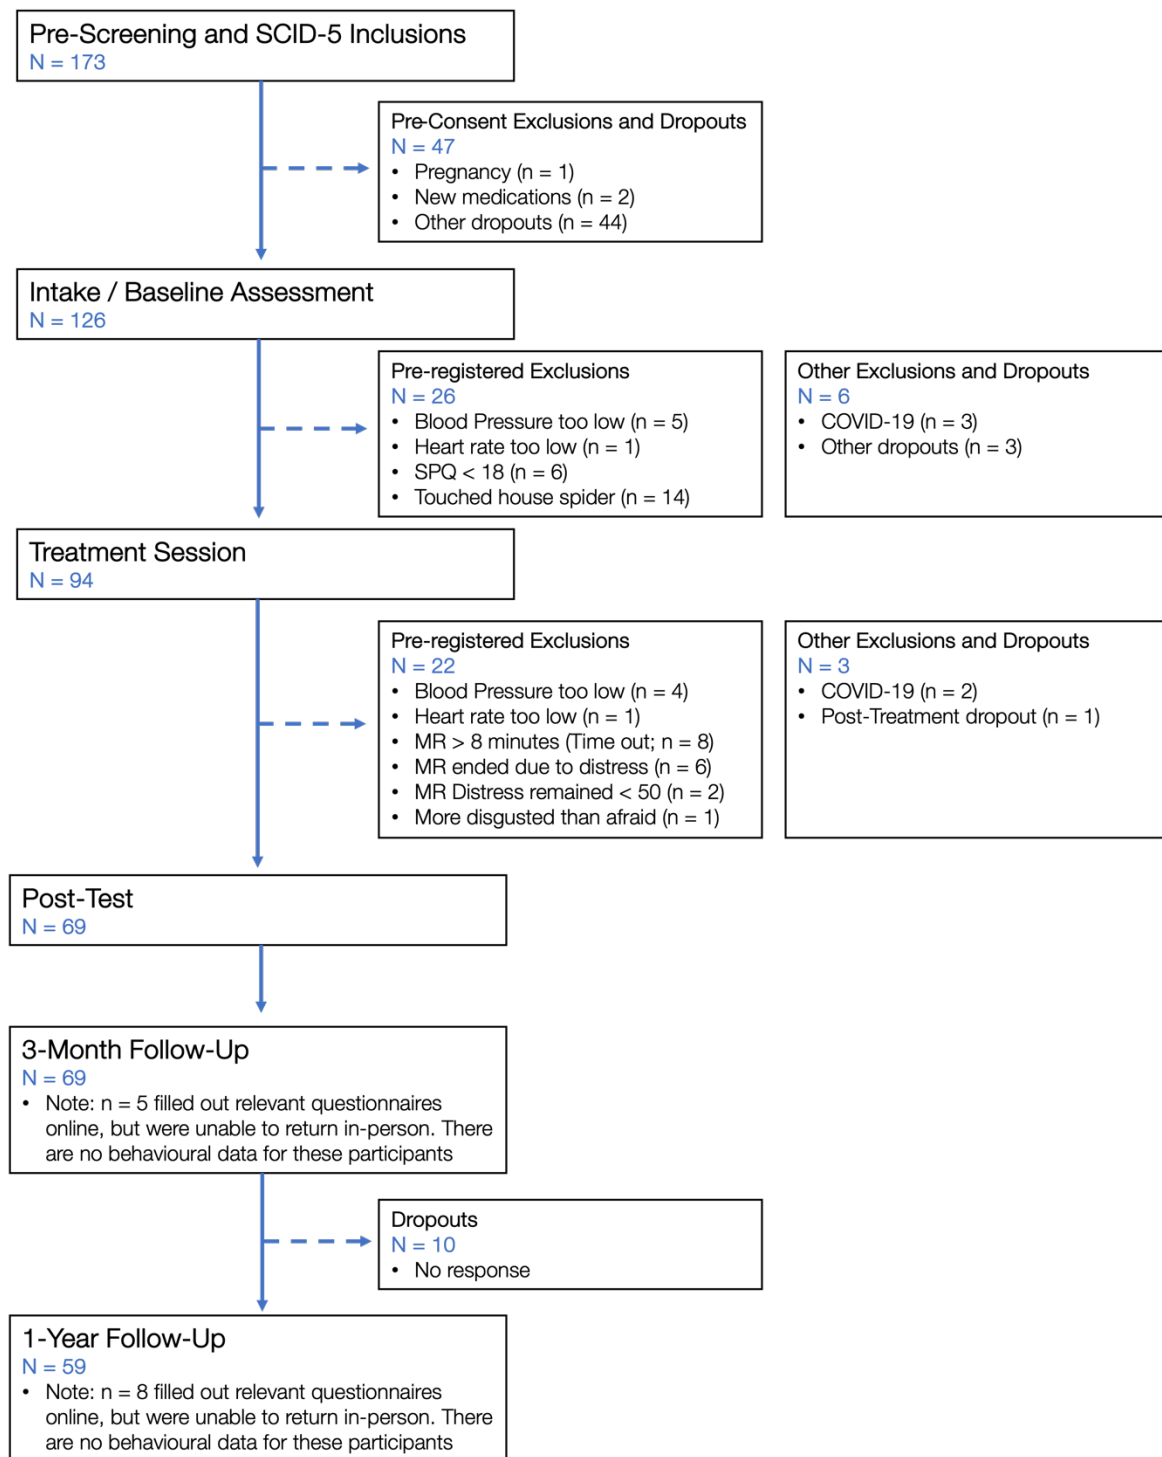 Pre-Screening and SCID-5 Inclusions
N = 173
Pre-Consent Exclusions and Dropouts
N = 47
• Pregnancy (n = 1)
• New medications (n = 2)
• Other dropouts (n = 44)
Intake / Baseline Assessment
N = 126
Pre-registered Exclusions
N = 26
• Blood Pressure too low (n = 5)
• Heart rate too low (n = 1)
• SPQ < 18 (n = 6)
• Touched house spider (n = 14)
Other Exclusions and Dropouts
N = 6
• COVID-19 (n = 3)
• Other dropouts (n = 3)
Treatment Session
N = 94
Pre-registered Exclusions
N = 22
• Blood Pressure too low (n = 4)
• Heart rate too low (n = 1)
• MR > 8 minutes (Time out; n = 8)
• MR ended due to distress (n = 6)
• MR Distress remained < 50 (n = 2)
• More disgusted than afraid (n = 1)
Other Exclusions and Dropouts
N = 3
• COVID-19 (n = 2)
• Post-Treatment dropout (n = 1)
Post-Test
N = 69
3-Month Follow-Up
N = 69
• Note: n = 5 filled out relevant questionnaires
online, but were unable to return in-person. There
are no behavioural data for these participants
Dropouts
N = 10
• No response
1-Year Follow-Up
N = 59
• Note: n = 8 filled out relevant questionnaires
online, but were unable to return in-person. There
are no behavioural data for these participants